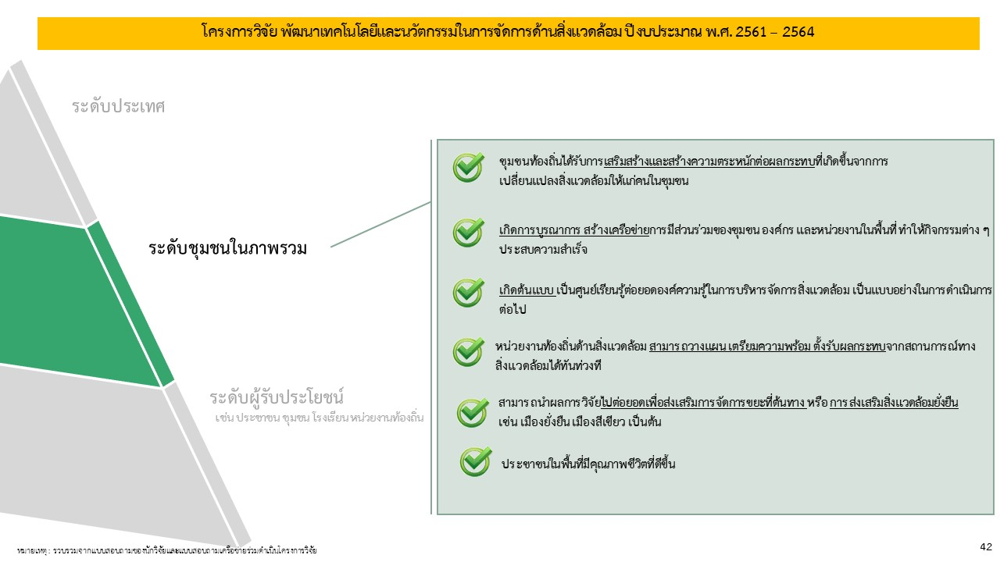 โครงการวิจัย พัฒนาเทคโนโลยีและนวัตกรรมในการจัดการด้านสิ่งแวดล้อม ปีงบประมาณ พ.ศ. 2561 – 2564
ระดับประเทศ
ระดับชุมชนในภาพรวม
ระดับผู้รับประโยชน์
เช่น ประชาชน ชุมชน โรงเรียน หน่วยงานท้องถิ่น
ชุมชนท้องถิ่นได้รับการเสริมสร้างและสร้างความตระหนักต่อผลกระทบที่เกิดขึ้นจากการ
เปลี่ยนแปลงสิ่งแวดล้อมให้แก่คนในชุมชน
เกิดการบูรณาการ สร้างเครือข่ายการมีส่วนร่วมของชุมชน องค์กร และหน่วยงานในพื้นที่ ทำให้กิจกรรมต่าง ๆ
ประสบความสำเร็จ
เกิดต้นแบบ เป็นศูนย์เรียนรู้ต่อยอดองค์ความรู้ในการบริหารจัดการสิ่งแวดล้อม เป็นแบบอย่างในการดำเนินการ
ต่อไป
หน่วยงานท้องถิ่นด้านสิ่งแวดล้อม สามารถวางแผน เตรียมความพร้อม ตั้งรับผลกระทบจากสถานการณ์ทาง
สิ่งแวดล้อมได้ทันท่วงที
สามารถนำผลการวิจัยไปต่อยอดเพื่อส่งเสริมการจัดการขยะที่ต้นทาง หรือ การส่งเสริมสิ่งแวดล้อมยั่งยืน
เช่น เมืองยั่งยืน เมืองสีเขียว เป็นต้น
ประชาชนในพื้นที่มีคุณภาพชีวิตที่ดีขึ้น
หมายเหตุ : รวบรวมจากแบบสอบถามของนักวิจัยและแบบสอบถามเครือข่ายร่วมดำเนินโครงการวิจัย
42